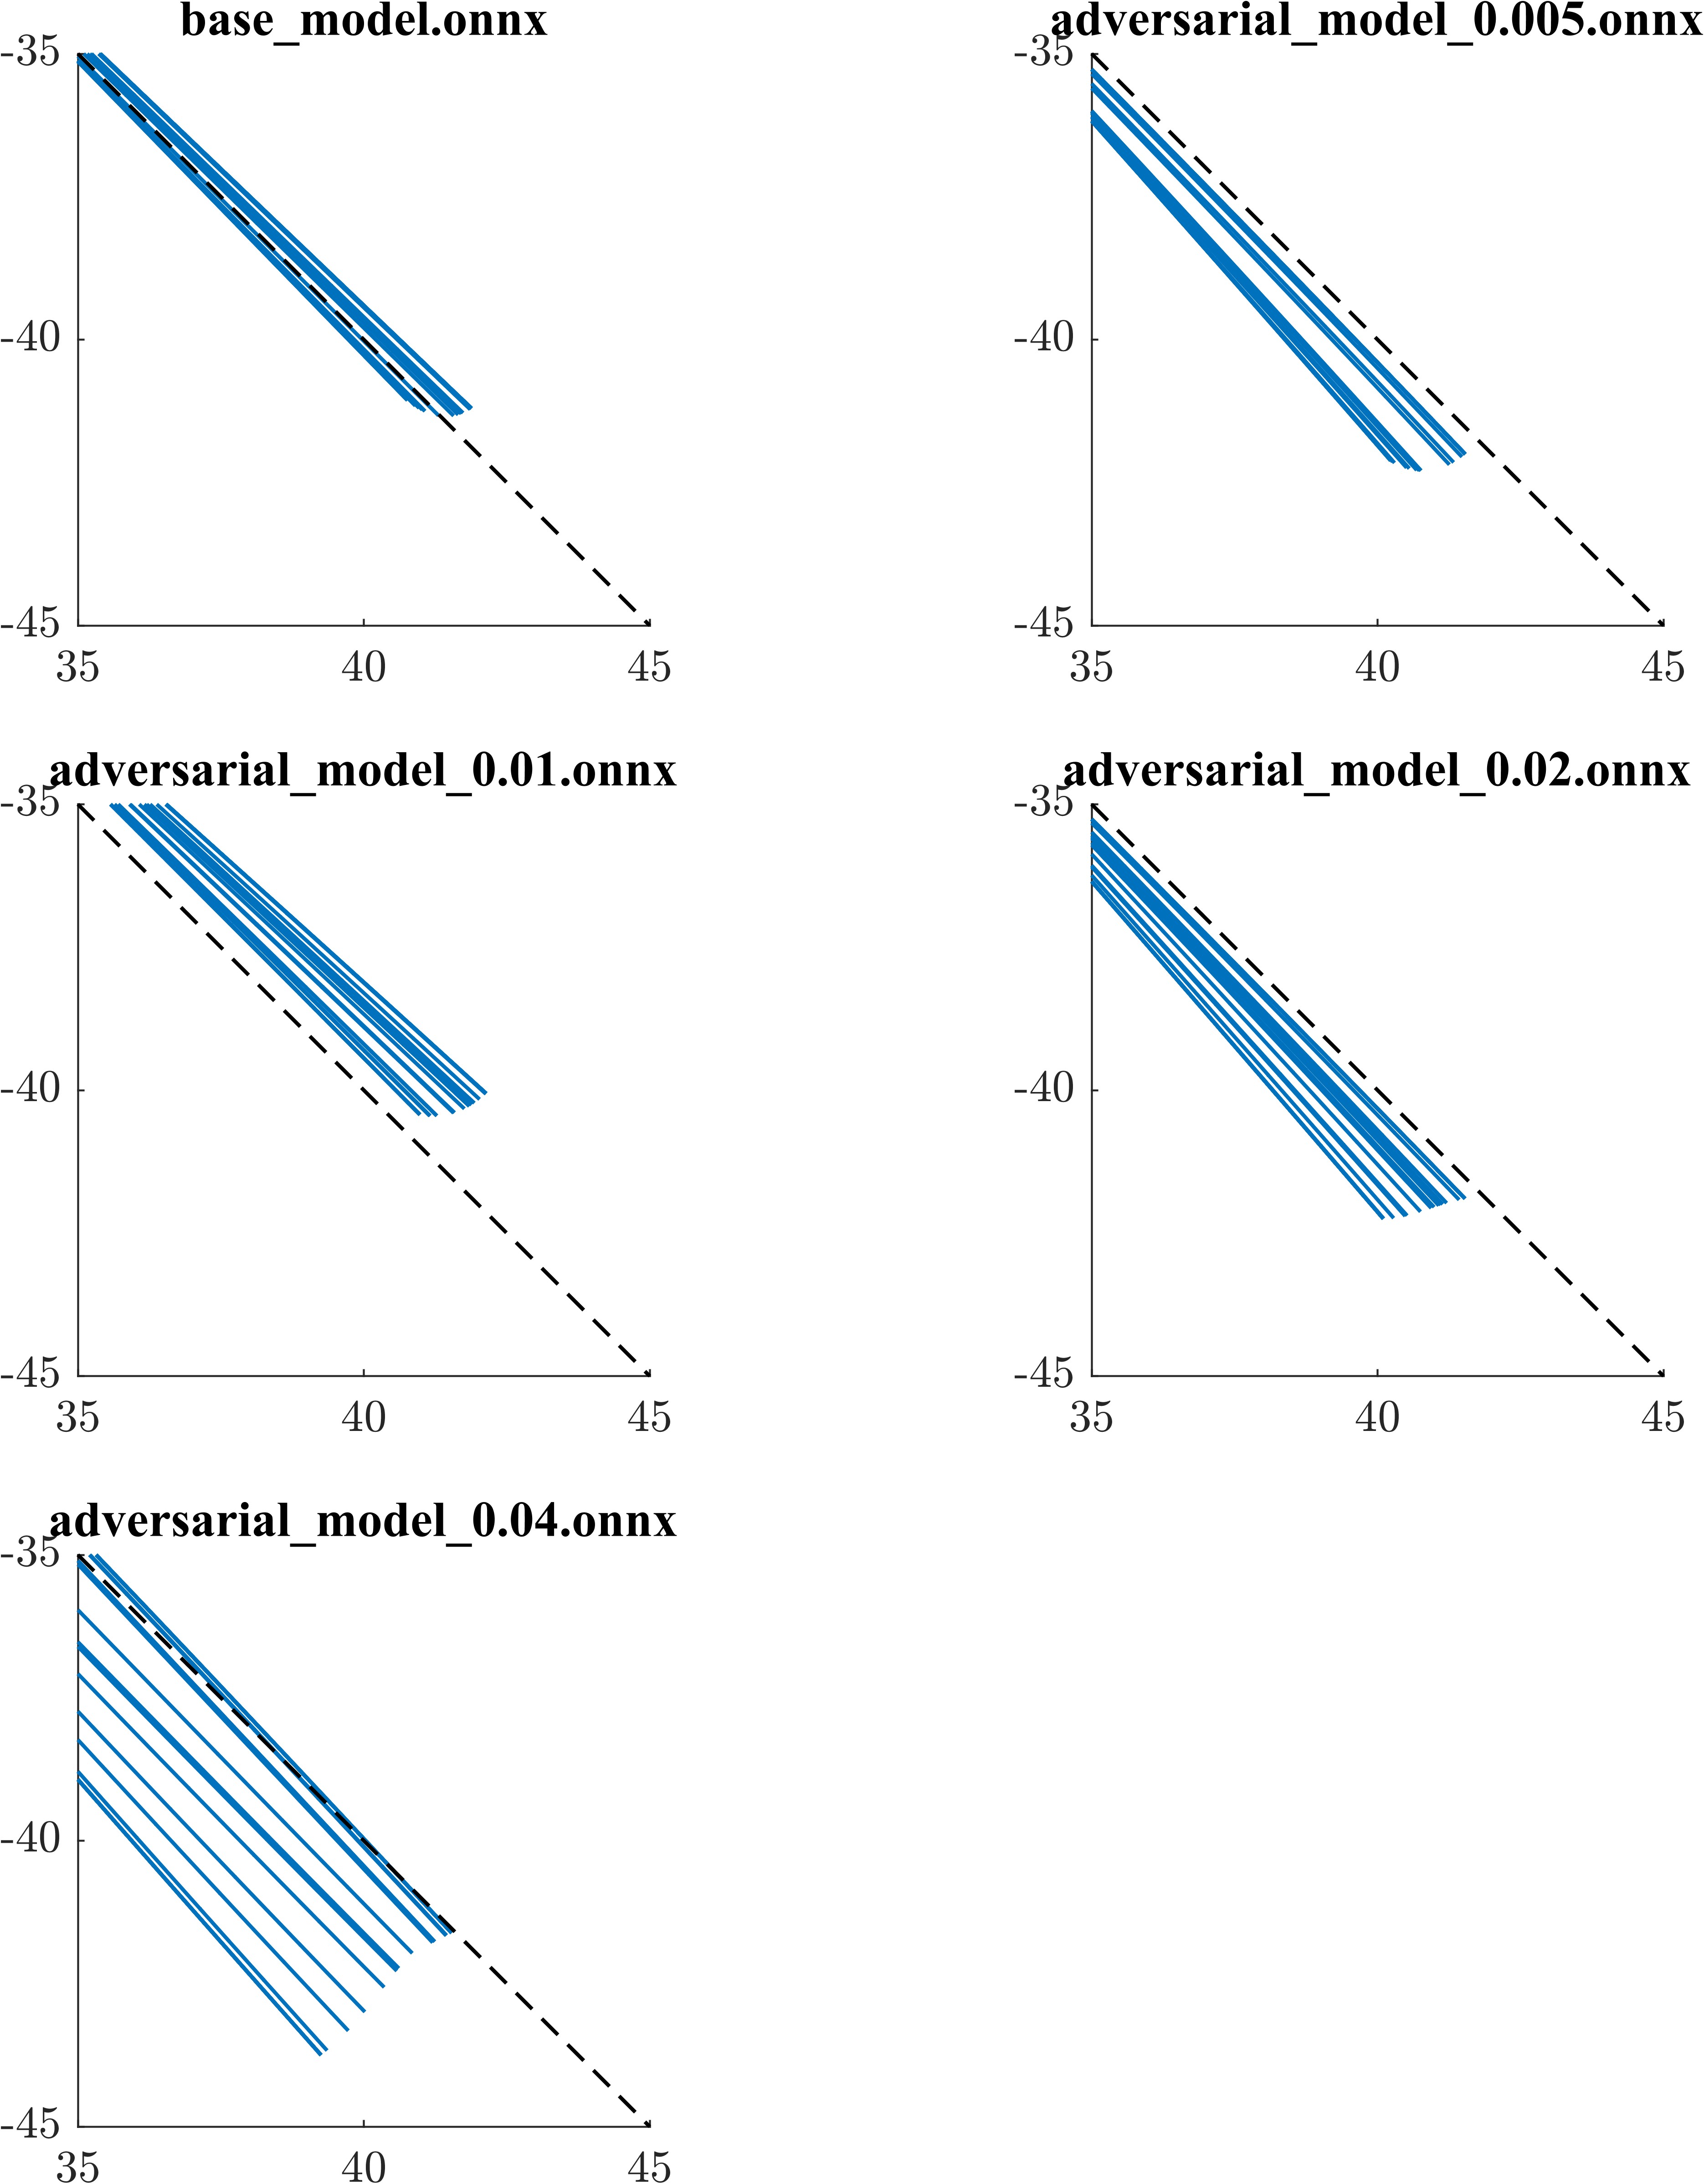 base_model.onnx
-35
-40
-45
35 40 45
adversarial_model_0.005.onnx
-35
-40
-45
35 40 45
adversarial_model_0.01.onnx
-35
-40
-45
35 40 45
adversarial_model_0.02.onnx
-35
-40
-45
35 40 45
adversarial_model_0.04.onnx
-35
-40
-45
35 40 45